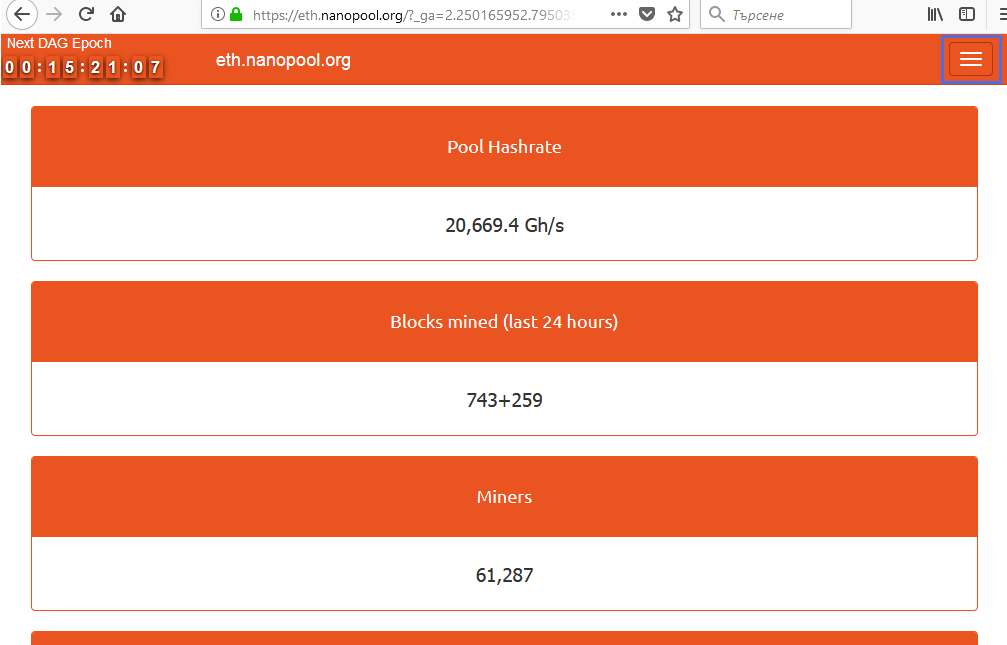 https://eth.nanopool.org/?_ga=2.250165952.79503
Търсене
Next DAG Epoch
00:15:21:07
eth.nanopool.org
Pool Hashrate
20,669.4 Gh/s
Blocks mined (last 24 hours)
743+259
Miners
61,287